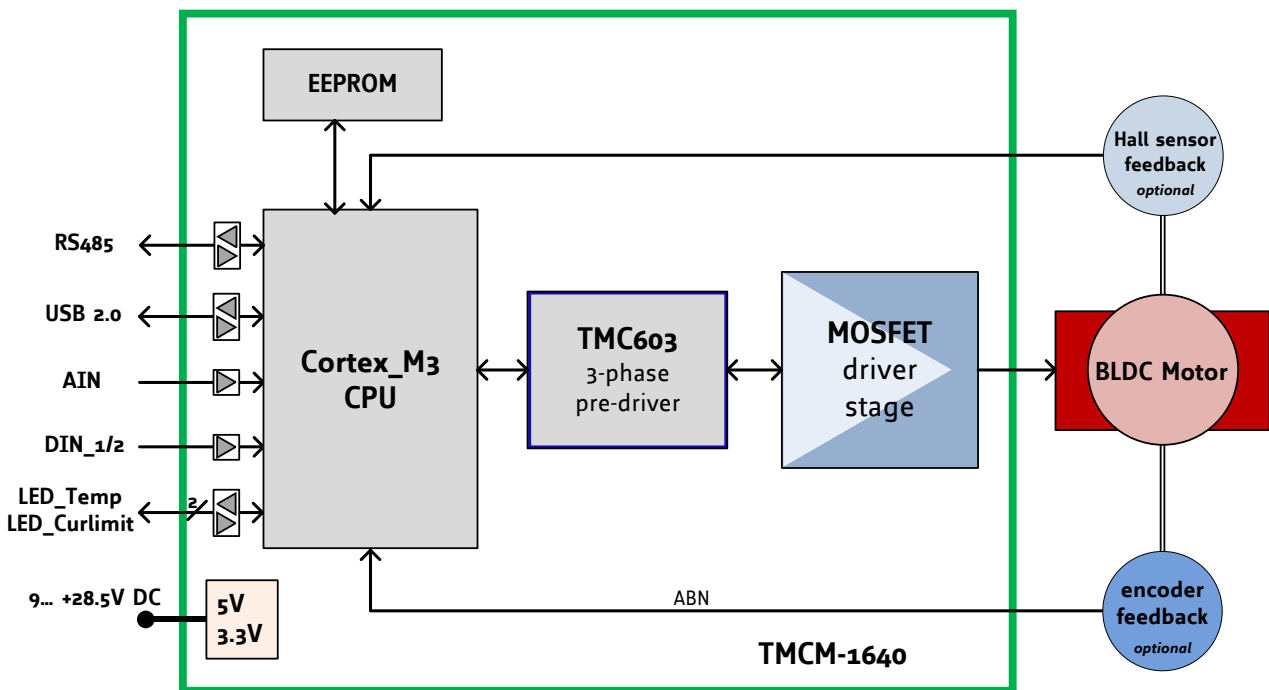 EEPROM
Hall sensor
feedback
optional
RS485
USB 2.0
AIN
DIN_1/2
LED_Temp
LED_Curlimit
2
Cortex_M3
CPU
TMC603
3-phase
pre-driver
MOSFET
driver
stage
BLDC Motor
9... +28.5V DC
5V
3.3V
ABN
encoder
feedback
optional
TMCM-1640